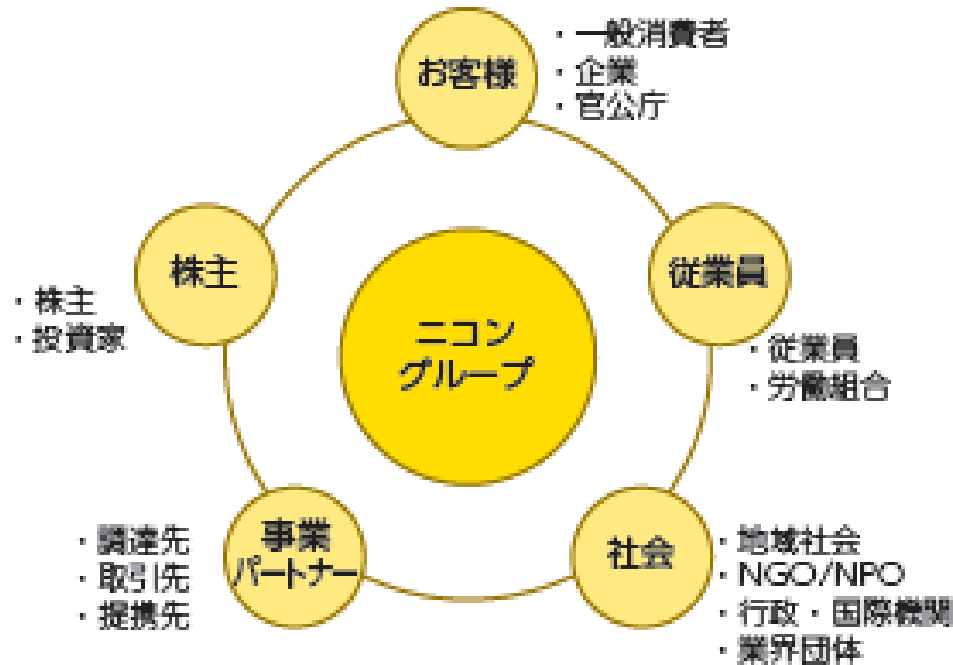 お客様
・一般消費者
・企業
・官公庁
株主
・株主
・投資家
従業員
・従業員
・労働組合
ニコン
グループ
事業
パートナー
・調達先
・取引先
・提携先
社会
・地域社会
・NGO/NPO
・行政・国際機関
・業界団体